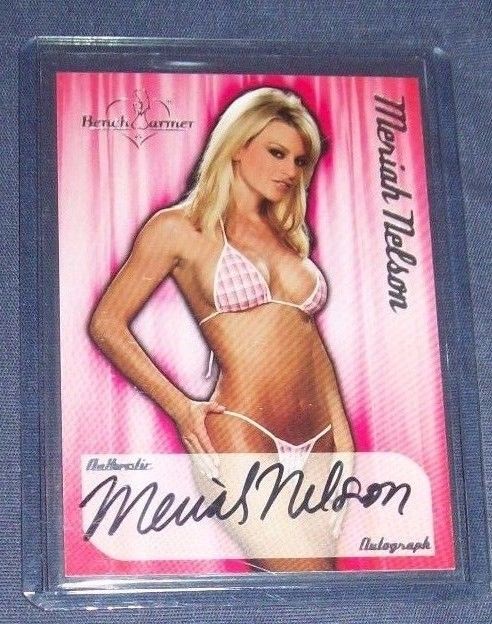 BenchWarmer
Meriah Nelson
Authentic
Meriah Nelson
Autograph